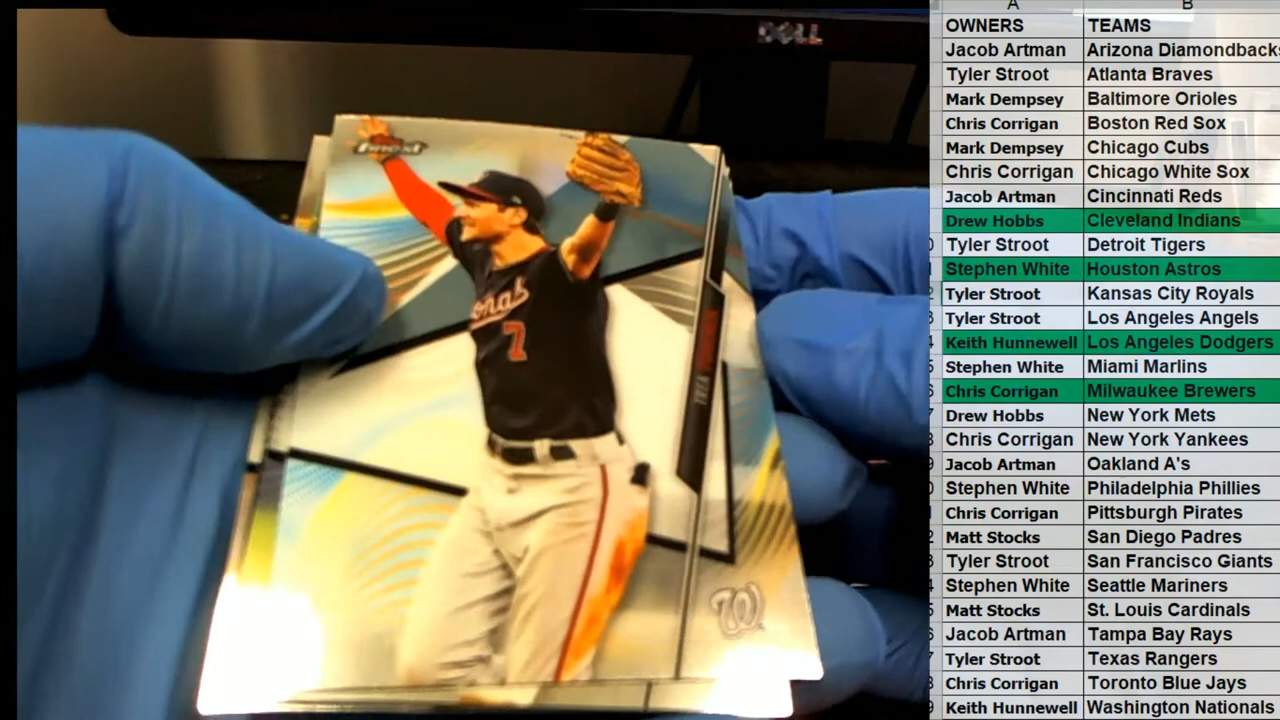 DELL
finest
onals
7
TREA
W
A B
OWNERS TEAMS
Jacob Artman Arizona Diamondbacks
Tyler Stroot Atlanta Braves
Mark Dempsey Baltimore Orioles
Chris Corrigan Boston Red Sox
Mark Dempsey Chicago Cubs
Chris Corrigan Chicago White Sox
Jacob Artman Cincinnati Reds
Drew Hobbs Cleveland Indians
Tyler Stroot Detroit Tigers
Stephen White Houston Astros
Tyler Stroot Kansas City Royals
Tyler Stroot Los Angeles Angels
Keith Hunnewell Los Angeles Dodgers
Stephen White Miami Marlins
Chris Corrigan Milwaukee Brewers
Drew Hobbs New York Mets
Chris Corrigan New York Yankees
Jacob Artman Oakland A's
Stephen White Philadelphia Phillies
Chris Corrigan Pittsburgh Pirates
Matt Stocks San Diego Padres
Tyler Stroot San Francisco Giants
Stephen White Seattle Mariners
Matt Stocks St. Louis Cardinals
Jacob Artman Tampa Bay Rays
Tyler Stroot Texas Rangers
Chris Corrigan Toronto Blue Jays
Keith Hunnewell Washington Nationals